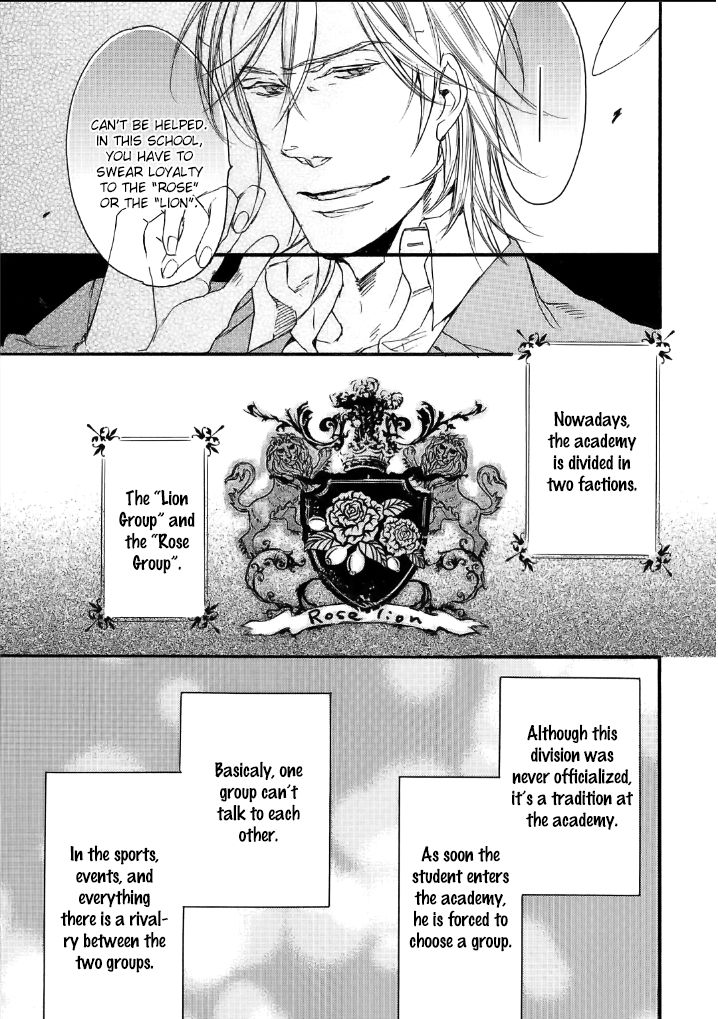 CAN'T BE HELPED.
IN THIS SCHOOL,
YOU HAVE TO
SWEAR LOYALTY
TO THE "ROSE"
OR THE "LION".
Nowadays,
the academy
is divided in
two factions.
The "Lion
Group" and
the "Rose
Group".
Rose lion
Although this
division was
never officialized,
it's a tradition at
the academy.
As soon the
student enters
the academy,
he is forced to
choose a group.
Basicaly, one
group can't
talk to each
other.
In the sports,
events, and
everything
there is a rival-
ry between the
two groups.